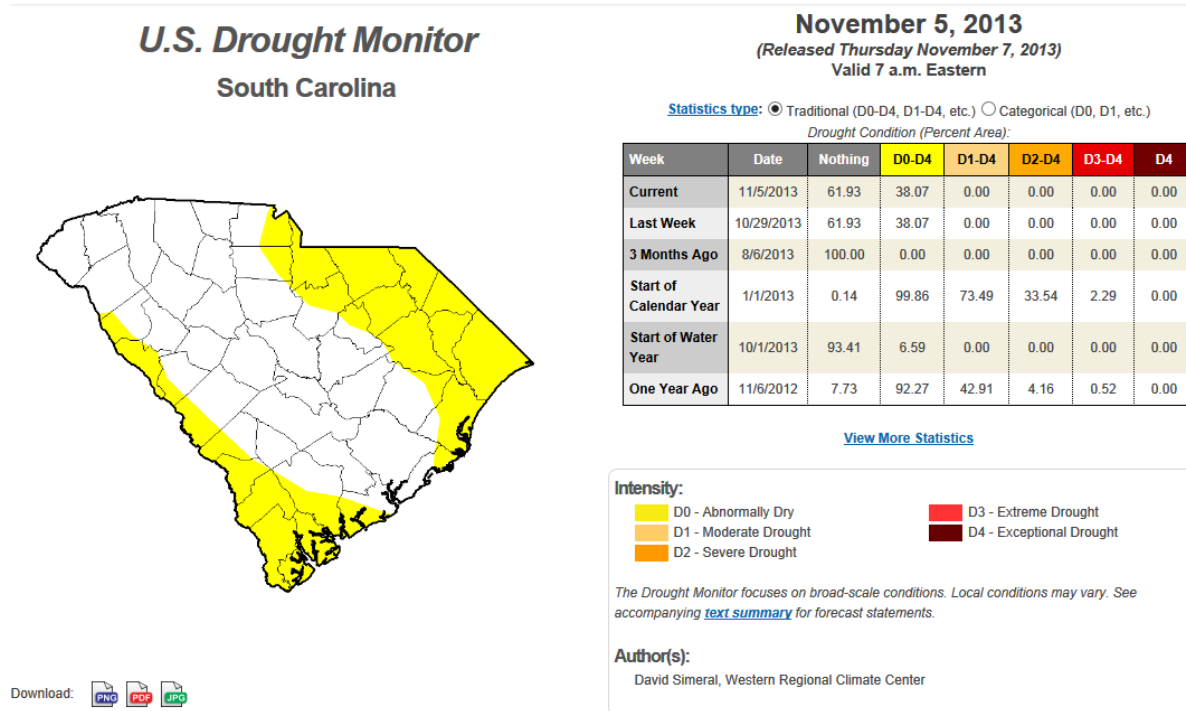 U.S. Drought Monitor
South Carolina
November 5, 2013
(Released Thursday November 7, 2013)
Valid 7 a.m. Eastern
Statistics type: Traditional (D0-D4, D1-D4, etc.) Categorical (D0, D1, etc.)
Drought Condition (Percent Area):
Week Date Nothing D0-D4 D1-D4 D2-D4 D3-D4 D4
Current 11/5/2013 61.93 38.07 0.00 0.00 0.00 0.00
Last Week 10/29/2013 61.93 38.07 0.00 0.00 0.00 0.00
3 Months Ago 8/6/2013 100.00 0.00 0.00 0.00 0.00 0.00
Start of
Calendar Year 1/1/2013 0.14 99.86 73.49 33.54 2.29 0.00
Start of Water
Year 10/1/2013 93.41 6.59 0.00 0.00 0.00 0.00
One Year Ago 11/6/2012 7.73 92.27 42.91 4.16 0.52 0.00
View More Statistics
Intensity:
D0 - Abnormally Dry D3 - Extreme Drought
D1 - Moderate Drought D4 - Exceptional Drought
D2 - Severe Drought
The Drought Monitor focuses on broad-scale conditions. Local conditions may vary. See
accompanying text summary for forecast statements.
Author(s):
David Simeral, Western Regional Climate Center
Download: PNG PDF JPG